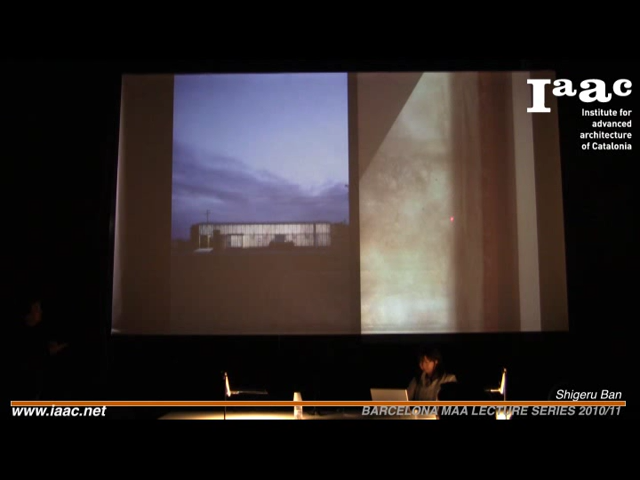 Iaac
Institute for
advanced
architecture
of Catalonia
Shigeru Ban
www.iaac.net
BARCELONA MAA LECTURE SERIES 2010/11